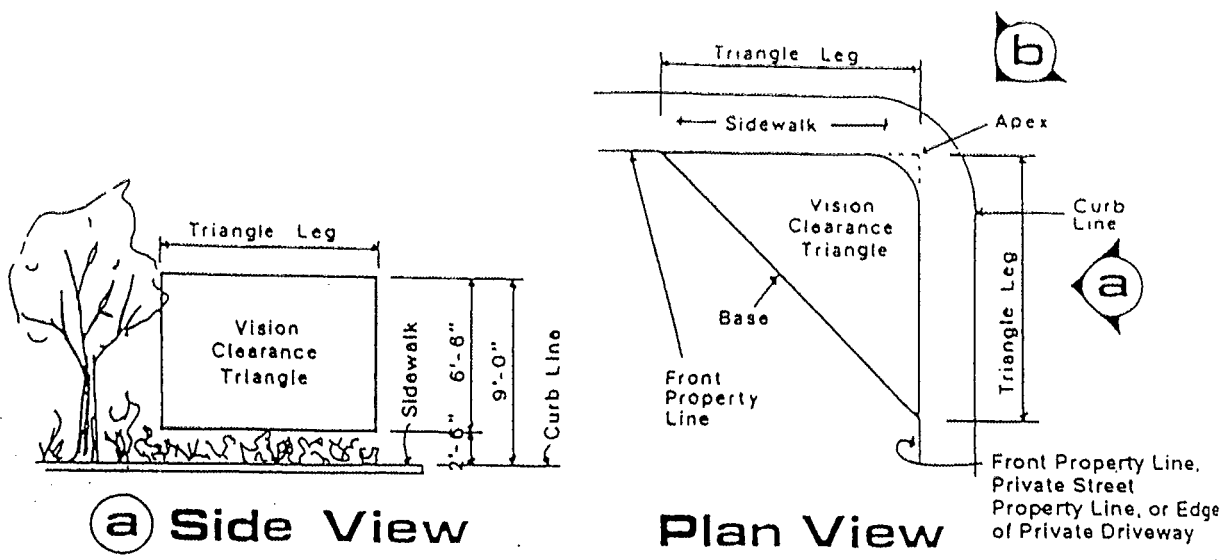 Triangle Leg
Vision
Clearance
Triangle
Sidewalk
2'-6" 6'-6"
9'-0"
Curb Line
a Side View
Triangle Leg
b
Sidewalk
Apex
Vision
Clearance
Triangle
Curb
Line
Triangle Leg
a
Base
Front
Property
Line
Front Property Line,
Private Street
Property Line, or Edge
of Private Driveway
Plan View